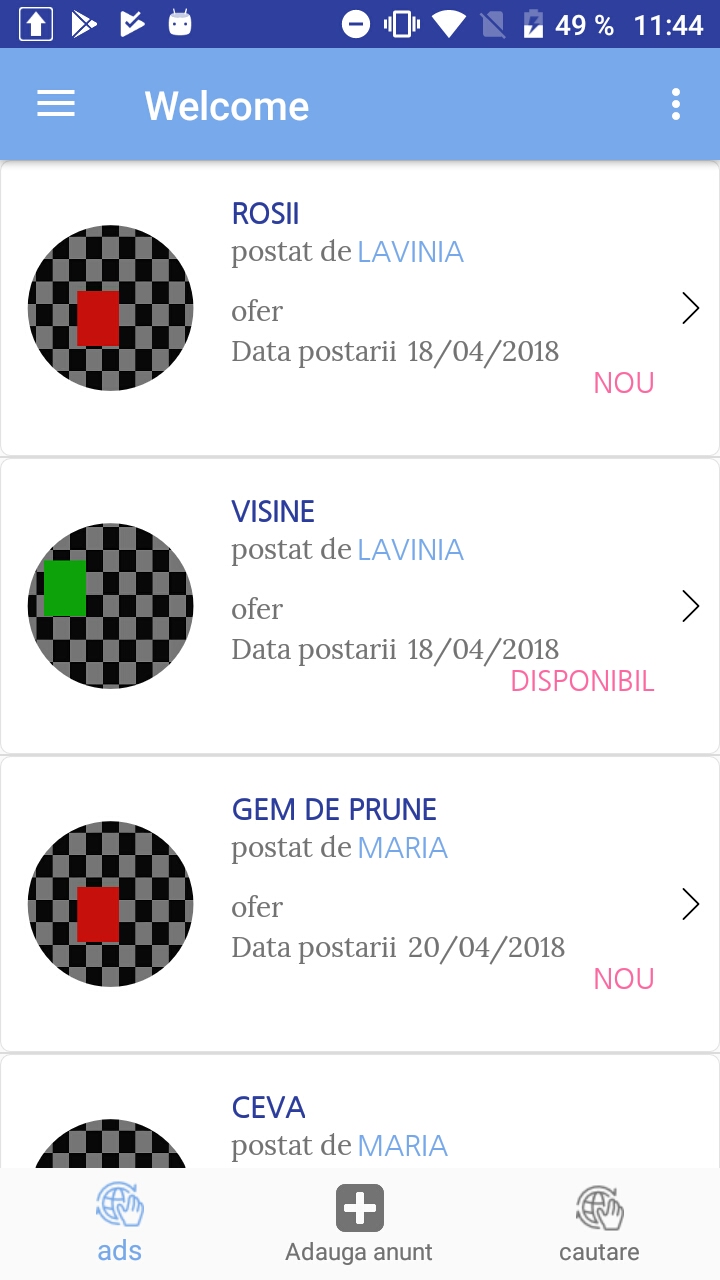 49 % 11:44
Welcome
ROSII
postat de LAVINIA
ofer
Data postarii 18/04/2018
NOU
VISINE
postat de LAVINIA
ofer
Data postarii 18/04/2018
DISPONIBIL
GEM DE PRUNE
postat de MARIA
ofer
Data postarii 20/04/2018
NOU
CEVA
postat de MARIA
ads Adauga anunt cautare